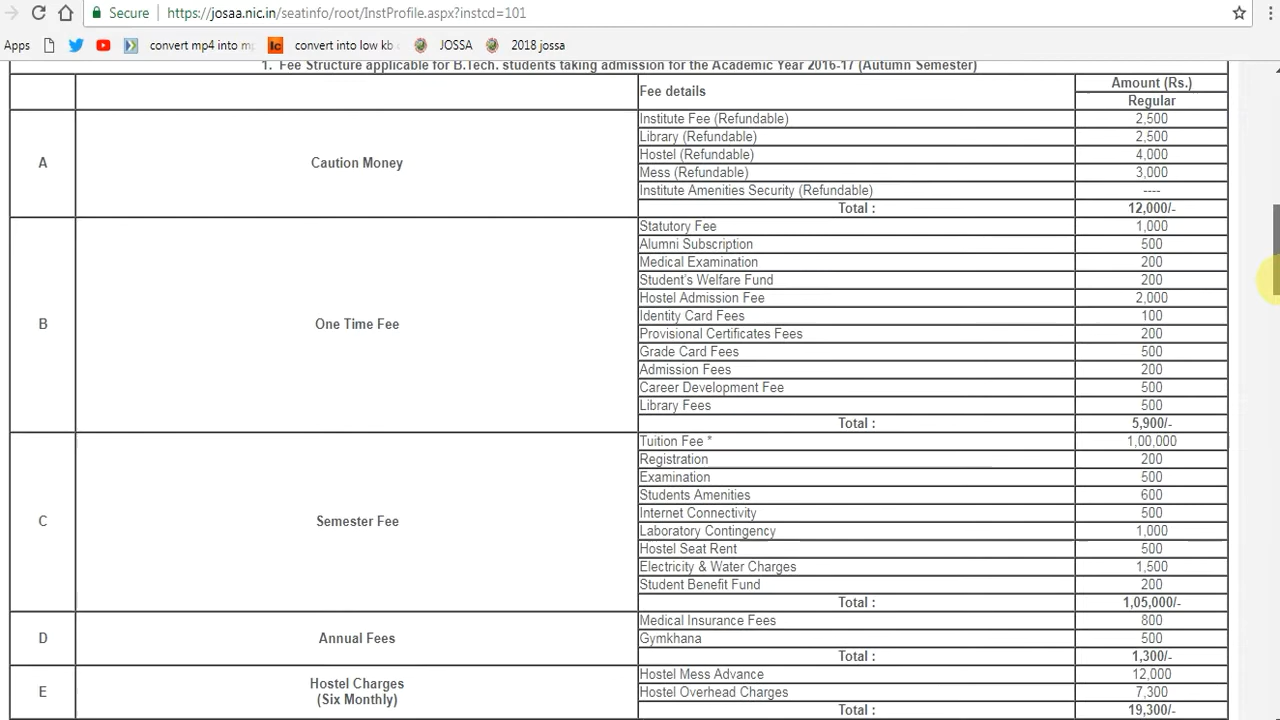 Secure https://josaa.nic.in/seatinfo/root/InstProfile.aspx?instcd=101
Apps convert mp4 into mp convert into low kb JOSSA 2018 jossa
1. Fee Structure applicable for B.Tech. students taking admission for the Academic Year 2016-17 (Autumn Semester)
Fee details Amount (Rs.)
Regular
A Caution Money
Institute Fee (Refundable) 2,500
Library (Refundable) 2,500
Hostel (Refundable) 4,000
Mess (Refundable) 3,000
Institute Amenities Security (Refundable) ----
Total : 12,000/-
B One Time Fee
Statutory Fee 1,000
Alumni Subscription 500
Medical Examination 200
Student's Welfare Fund 200
Hostel Admission Fee 2,000
Identity Card Fees 100
Provisional Certificates Fees 200
Grade Card Fees 500
Admission Fees 200
Career Development Fee 500
Library Fees 500
Total : 5,900/-
C Semester Fee
Tuition Fee * 1,00,000
Registration 200
Examination 500
Students Amenities 600
Internet Connectivity 500
Laboratory Contingency 1,000
Hostel Seat Rent 500
Electricity & Water Charges 1,500
Student Benefit Fund 200
Total : 1,05,000/-
D Annual Fees
Medical Insurance Fees 800
Gymkhana 500
Total : 1,300/-
E Hostel Charges
(Six Monthly)
Hostel Mess Advance 12,000
Hostel Overhead Charges 7,300
Total : 19,300/-